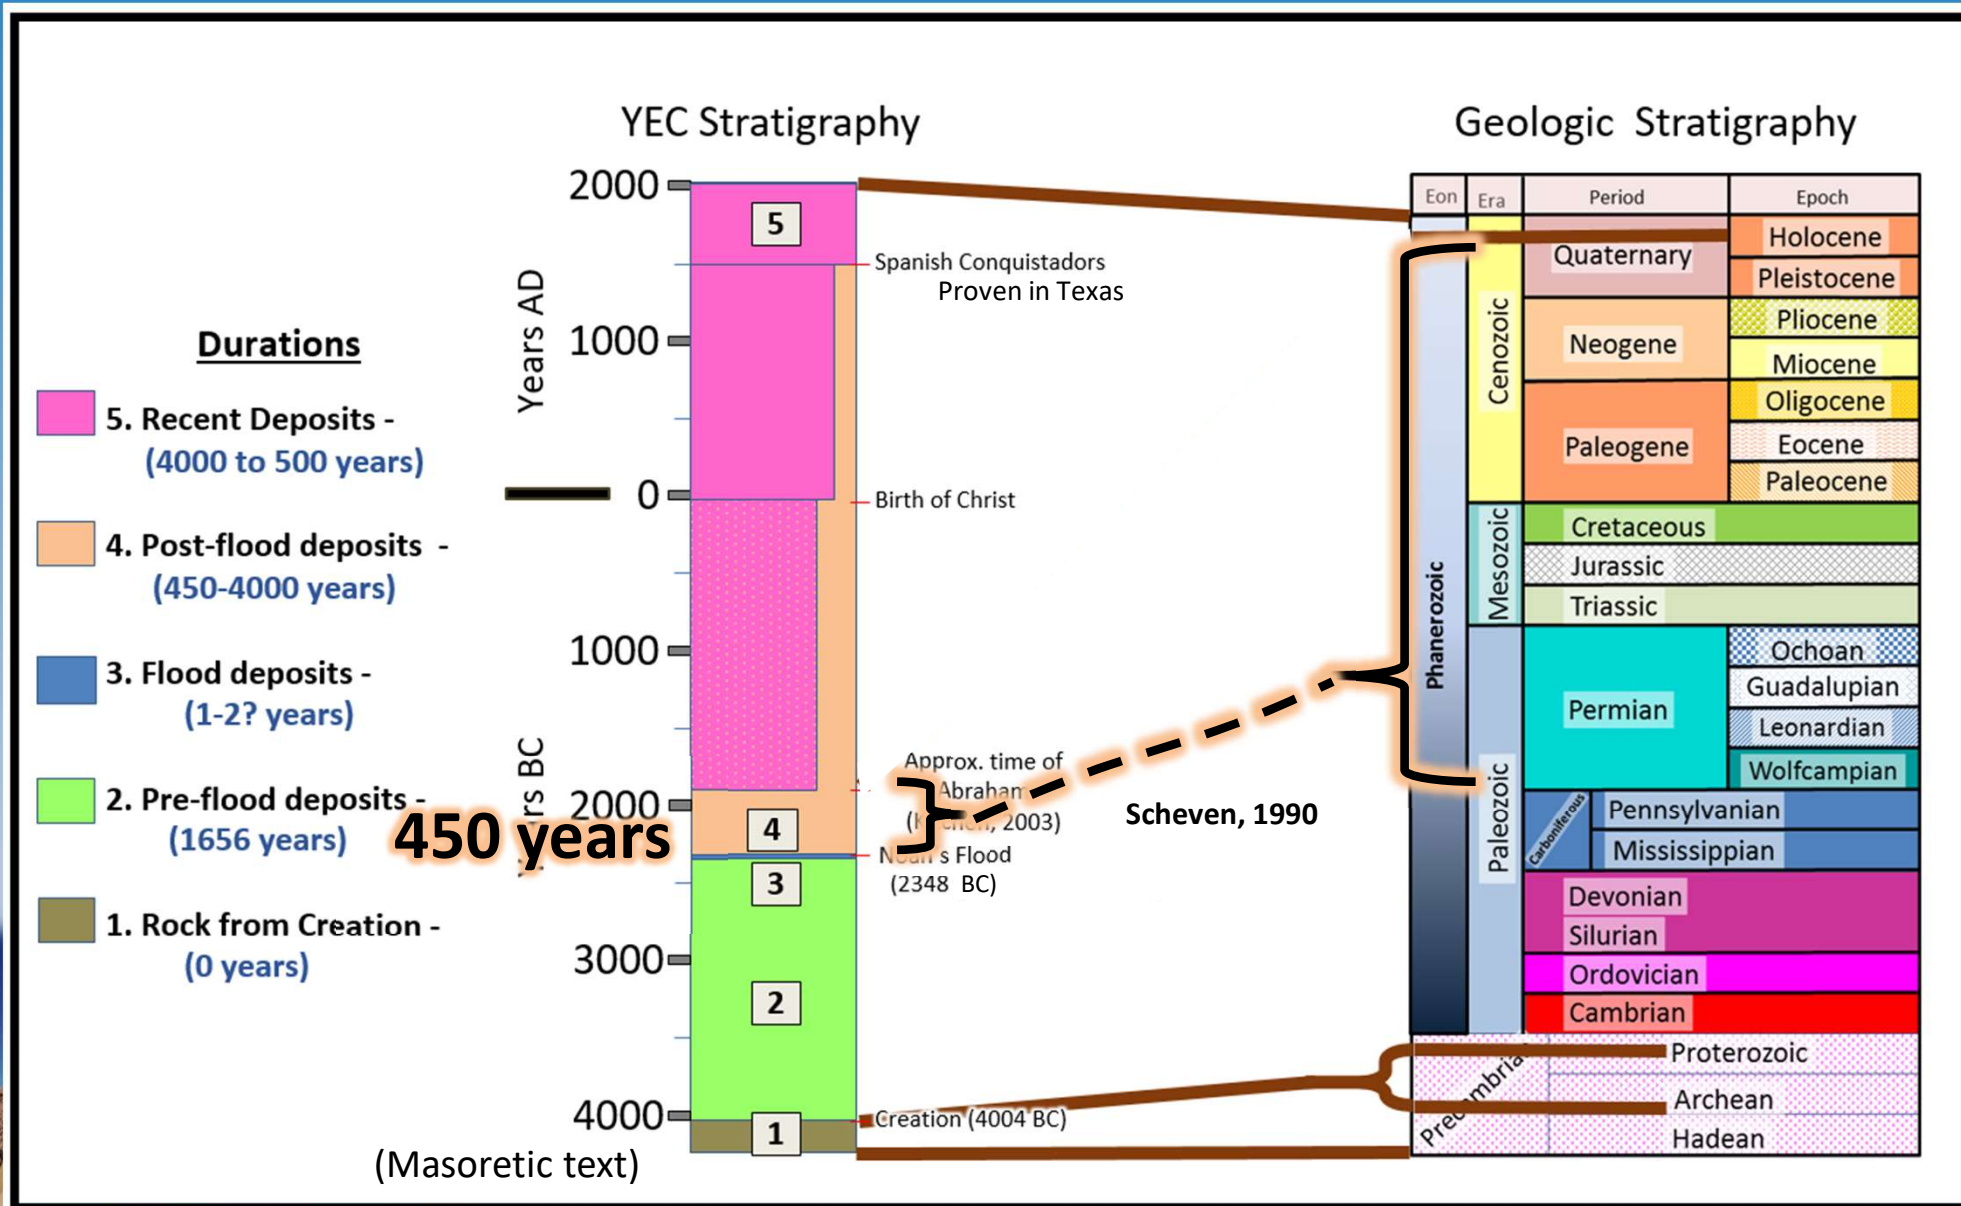 YEC Stratigraphy
Geologic Stratigraphy
Durations
5. Recent Deposits -
(4000 to 500 years)
4. Post-flood deposits -
(450-4000 years)
3. Flood deposits -
(1-2? years)
2. Pre-flood deposits -
(1656 years)
1. Rock from Creation -
(0 years)
Years AD
rs BC
450 years
2000
1000
0
1000
2000
3000
4000
(Masoretic text)
5
4
3
2
1
Spanish Conquistadors
Proven in Texas
Birth of Christ
Approx. time of
Abraham
2003)
Noah's Flood
(2348 BC)
Creation (4004 BC)
Scheven, 1990
Eon
Era
Period
Epoch
Phanerozoic
Cenozoic
Mesozoic
Paleozoic
Quaternary
Holocene
Pleistocene
Neogene
Pliocene
Miocene
Paleogene
Oligocene
Eocene
Paleocene
Cretaceous
Jurassic
Triassic
Permian
Ochoan
Guadalupian
Leonardian
Wolfcampian
Carboniferous
Pennsylvanian
Mississippian
Devonian
Silurian
Ordovician
Cambrian
Precambrian
Proterozoic
Archean
Hadean